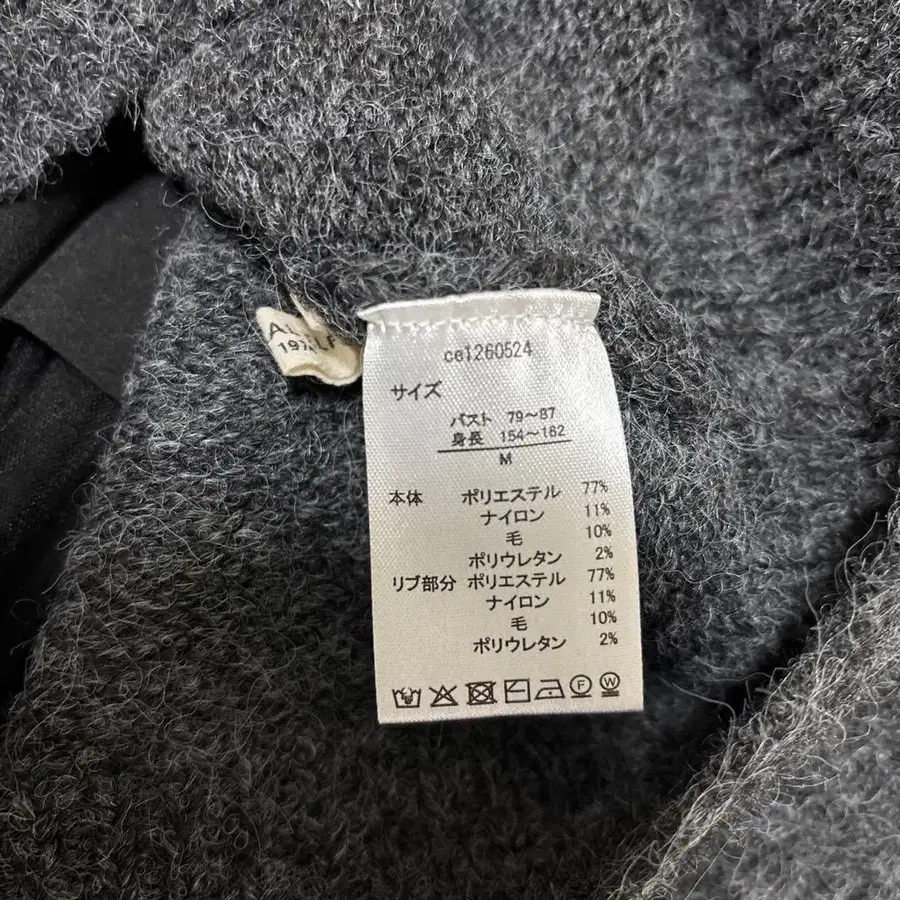 ce1260524
サイズ
バスト 79～87
身長 154～162
M
本体 ポリエステル 77%
ナイロン 11%
毛 10%
ポリウレタン 2%
リブ部分 ポリエステル 77%
ナイロン 11%
毛 10%
ポリウレタン 2%
F W